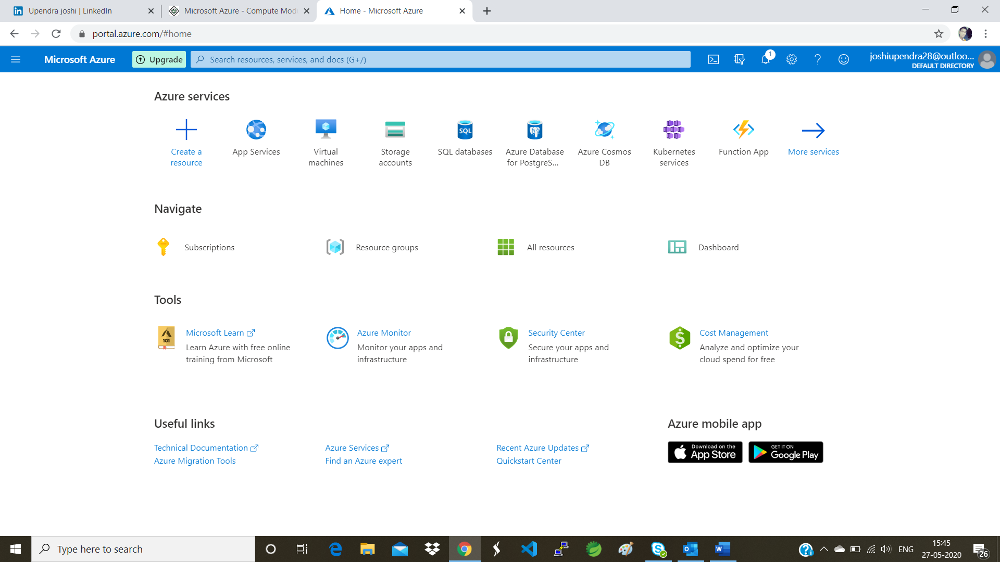 Upendra joshi | LinkedIn
Microsoft Azure - Compute Mod
Home - Microsoft Azure
portal.azure.com/#home
Microsoft Azure
Upgrade
Search resources, services, and docs (G+/)
1
joshiupendra28@outloo...
DEFAULT DIRECTORY
Azure services
Create a
resource
App Services
Virtual
machines
Storage
accounts
SQL
SQL databases
Azure Database
for PostgreS...
Azure Cosmos
DB
Kubernetes
services
Function App
More services
Navigate
Subscriptions
Resource groups
All resources
Dashboard
Tools
101
Microsoft Learn
Learn Azure with free online
training from Microsoft
Azure Monitor
Monitor your apps and
infrastructure
Security Center
Secure your apps and
infrastructure
Cost Management
Analyze and optimize your
cloud spend for free
Useful links
Technical Documentation
Azure Migration Tools
Azure Services
Find an Azure expert
Recent Azure Updates
Quickstart Center
Azure mobile app
Download on the
App Store
GET IT ON
Google Play
Type here to search
ENG
15:45
27-05-2020
26